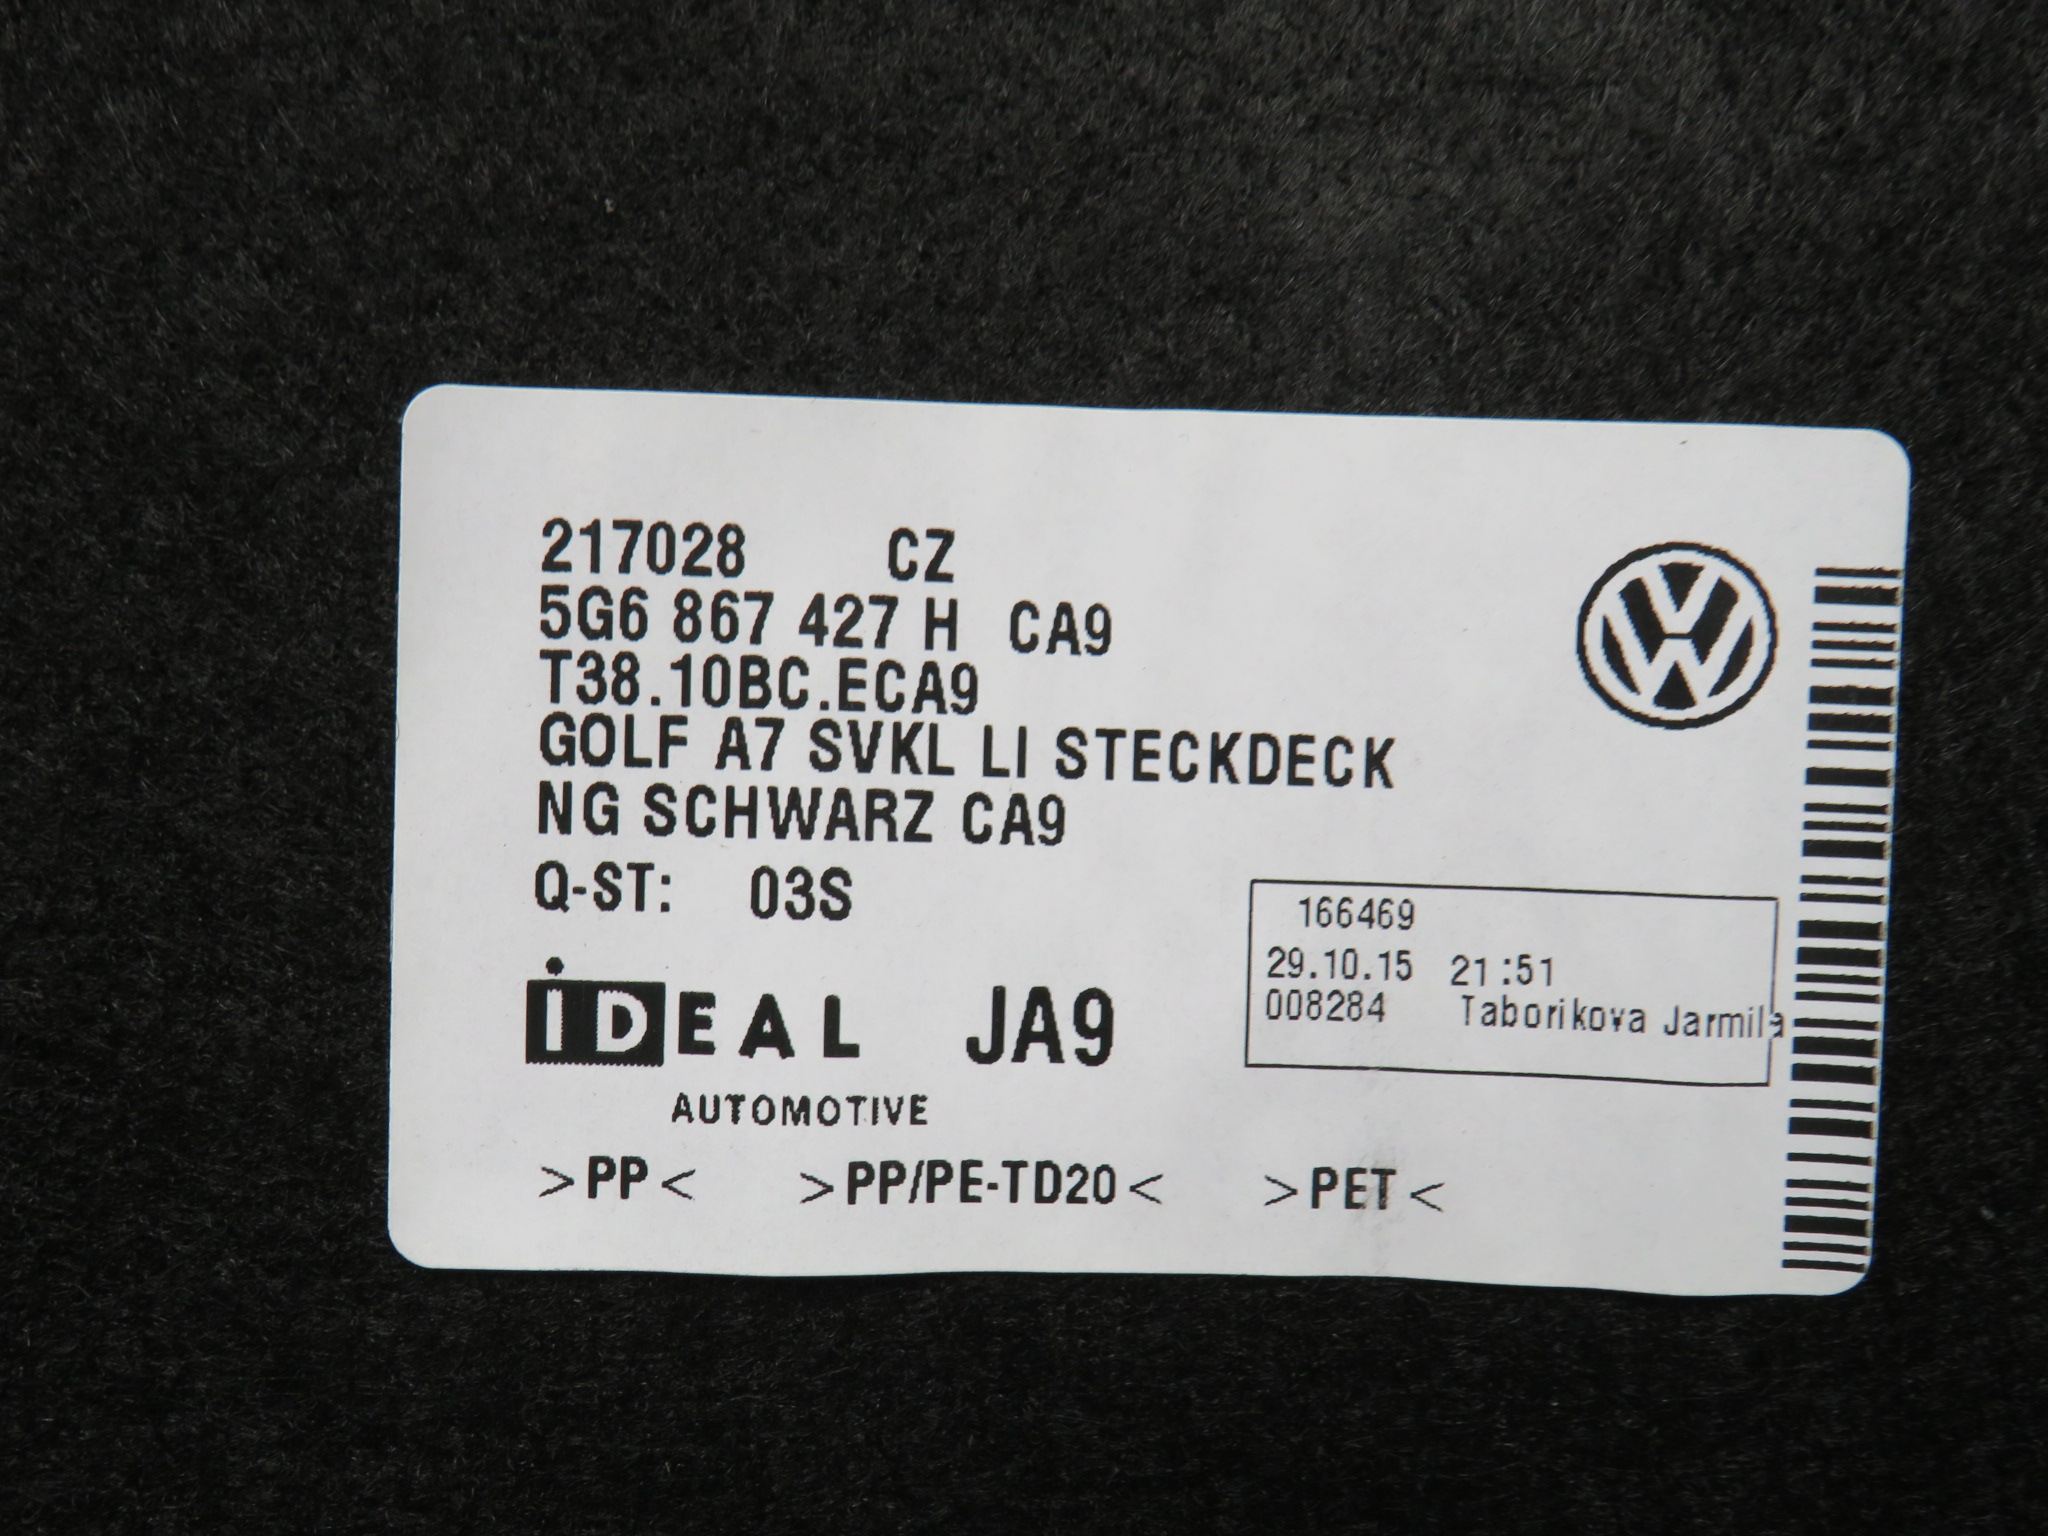 217028 CZ
5G6 867 427 H CA9
T38.10BC.ECA9
GOLF A7 SVKL LI STECKDECK
NG SCHWARZ CA9
Q-ST: 03S
166469
29.10.15 21:51
008284 Taborikova Jarmila
iDEAL JA9
AUTOMOTIVE
>PP< >PP/PE-TD20< >PET<